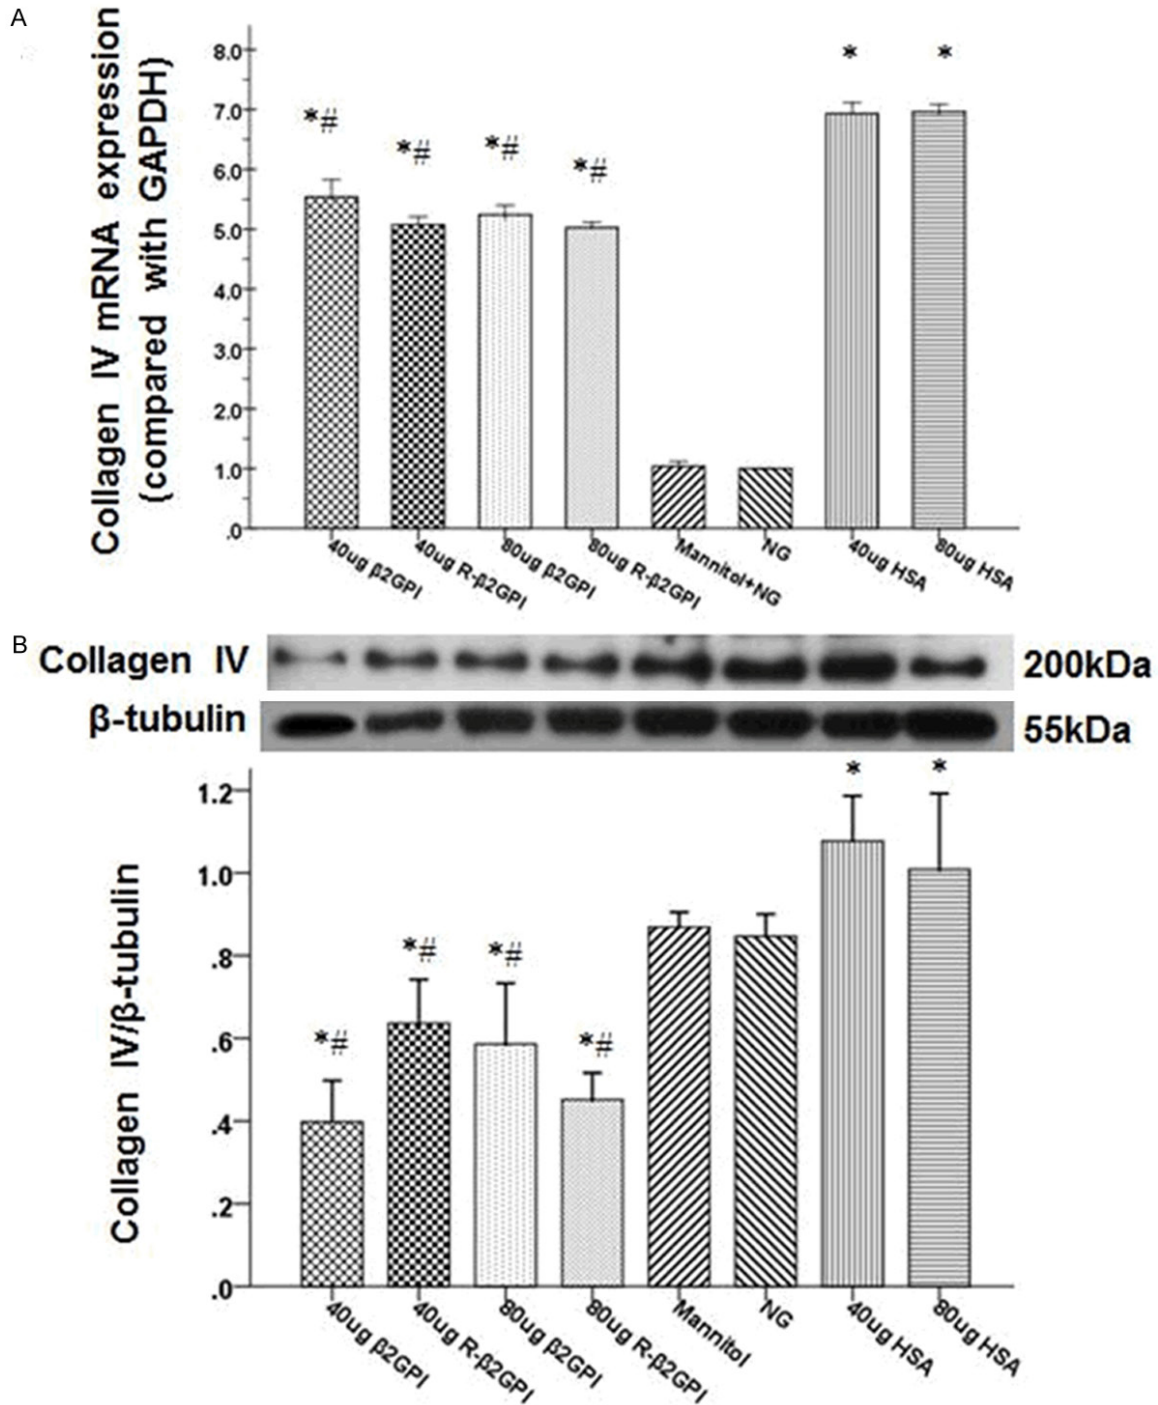 A
Collagen IV mRNA expression
(compared with GAPDH)
8.0
7.0
6.0
5.0
4.0
3.0
2.0
1.0
.0
*#
*#
*#
*#
*
*
40ug β2GPI
40ug R-β2GPI
80ug β2GPI
80ug R-β2GPI
Mannitol+NG
NG
40ug HSA
80ug HSA
B
Collagen IV
200kDa
β-tubulin
55kDa
Collagen IV/β-tubulin
1.2
1.0
.8
.6
.4
.2
.0
*#
*#
*#
*#
*
*
40ug β2GPI
40ug R-β2GPI
80ug β2GPI
80ug R-β2GPI
Mannitol
NG
40ug HSA
80ug HSA